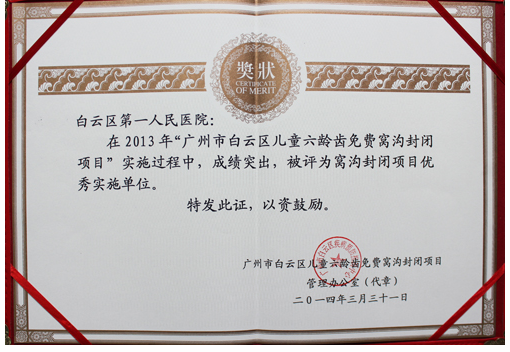 獎狀
CERTIFICATE
OF MERIT
白云区第一人民医院：
在2013年“广州市白云区儿童六龄齿免费窝沟封闭
项目”实施过程中，成绩突出，被评为窝沟封闭项目优
秀实施单位。
特发此证，以资鼓励。
广州市白云区儿童六龄齿免费窝沟封闭项目
管理办公室（代章）
二0一四年三月三十一日